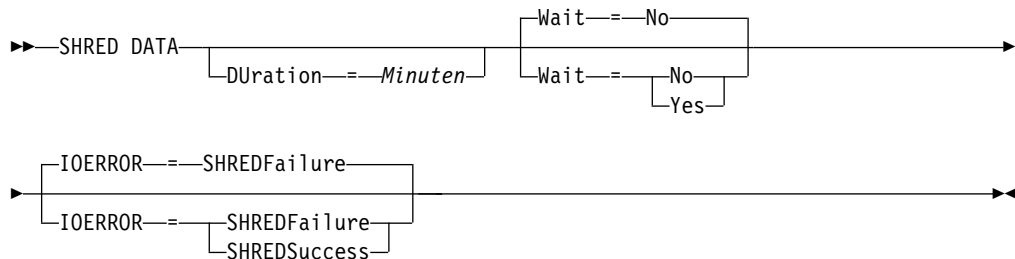 Wait = No
SHRED DATA
DUration = Minuten Wait = No
Yes
IOERROR = SHREDFailure
IOERROR = SHREDFailure
SHREDSuccess